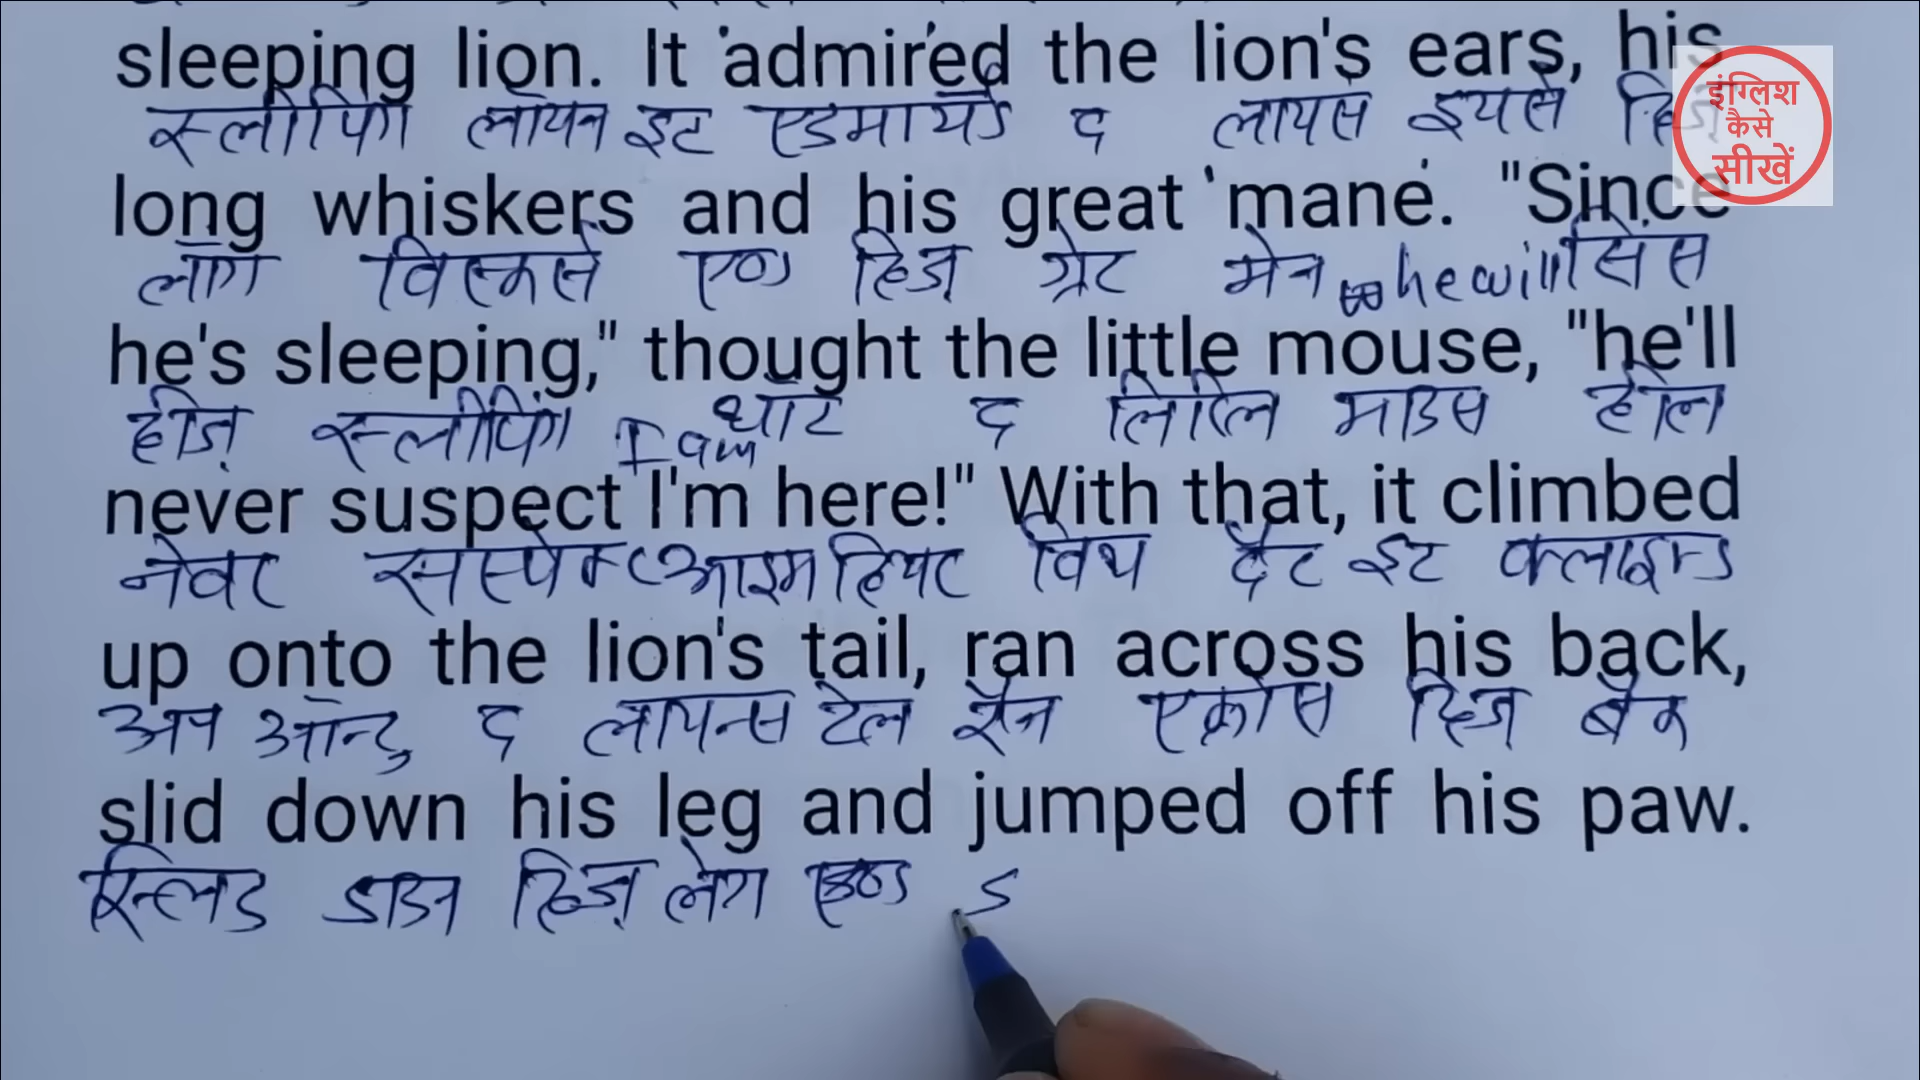 sleeping lion. It 'admir'ed the lion's ears, his
स्लीपिंग लॉयन इट एडमायर्ड द लायंस इयर्स हिज़
long whiskers and his great 'mane'. "Since
लॉंग विस्कर्स एण्ड हिज़ ग्रेट मेन he will सिंस
he's sleeping," thought the little mouse, "he'll
हीज़ स्लीपिंग I am थॉट द लिटिल माउस हील
never suspect I'm here!" With that, it climbed
नेवर सस्पेक्ट आइम हियर विथ दैट इट क्लाइम्ड
up onto the lion's tail, ran across his back,
अप ऑन्टु द लायन्स टेल रैन एक्रोस हिज़ बैक
slid down his leg and jumped off his paw.
स्लिड डाउन हिज़ लेग एण्ड
इंग्लिश
कैसे
सीखें